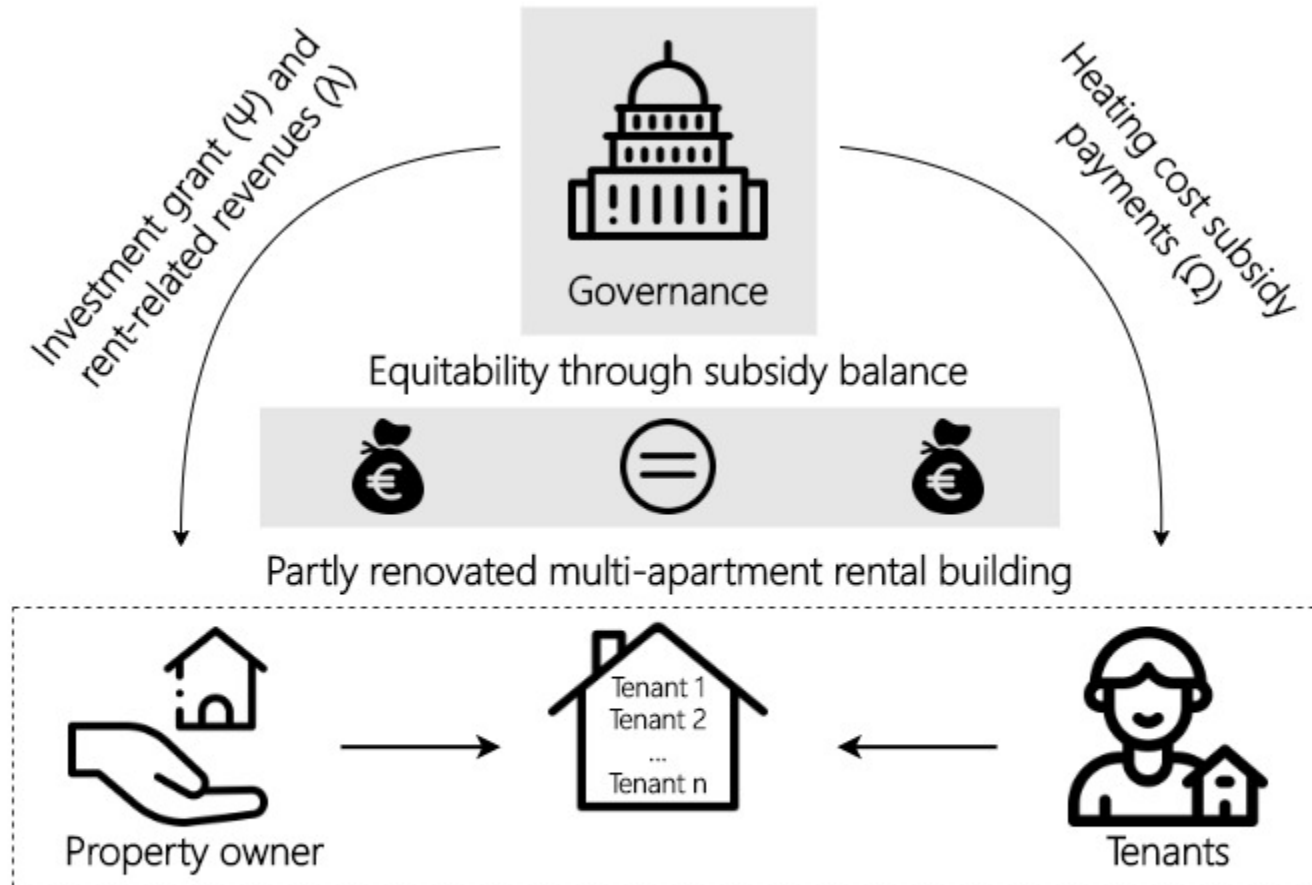 Investment grant (Ψ) and
rent-related revenues (λ)
Heating cost subsidy
payments (Ω)
Governance
Equitability through subsidy balance
€
€
Partly renovated multi-apartment rental building
Tenant 1
Tenant 2
...
Tenant n
Property owner
Tenants